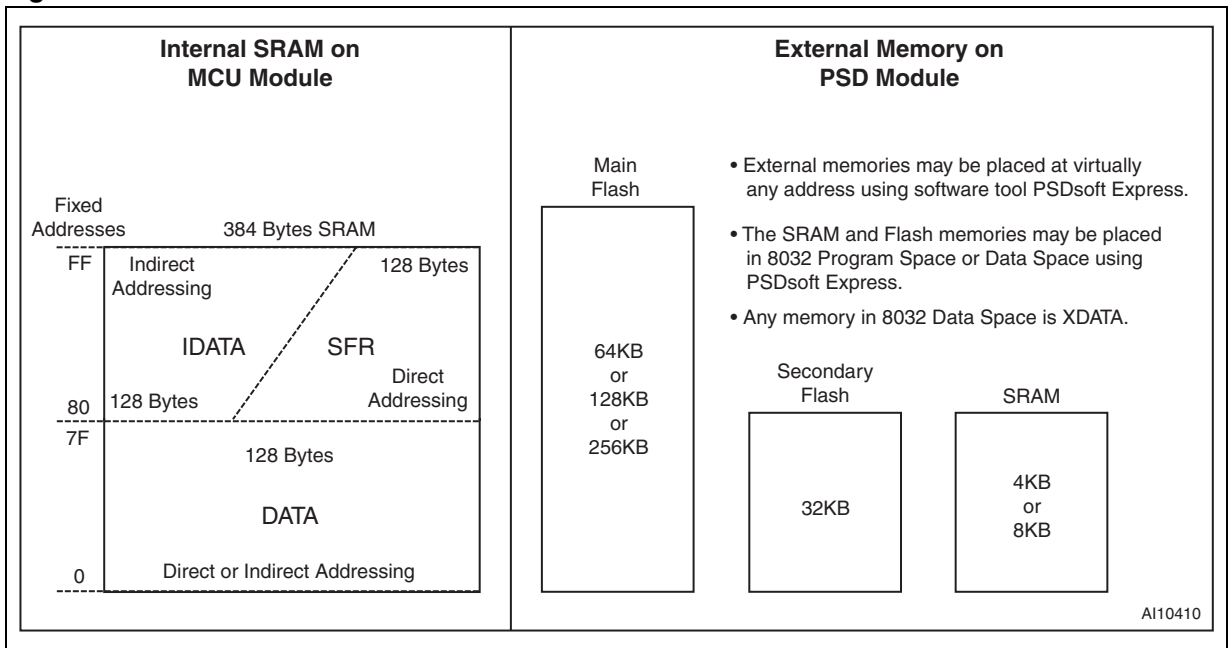 Internal SRAM on
MCU Module
Fixed
Addresses
384 Bytes SRAM
FF
Indirect
Addressing
128 Bytes
IDATA
SFR
Direct
Addressing
128 Bytes
80
7F
128 Bytes
DATA
Direct or Indirect Addressing
0
External Memory on
PSD Module
Main
Flash
64KB
or
128KB
or
256KB
• External memories may be placed at virtually
any address using software tool PSDsoft Express.
• The SRAM and Flash memories may be placed
in 8032 Program Space or Data Space using
PSDsoft Express.
• Any memory in 8032 Data Space is XDATA.
Secondary
Flash
32KB
SRAM
4KB
or
8KB
AI10410